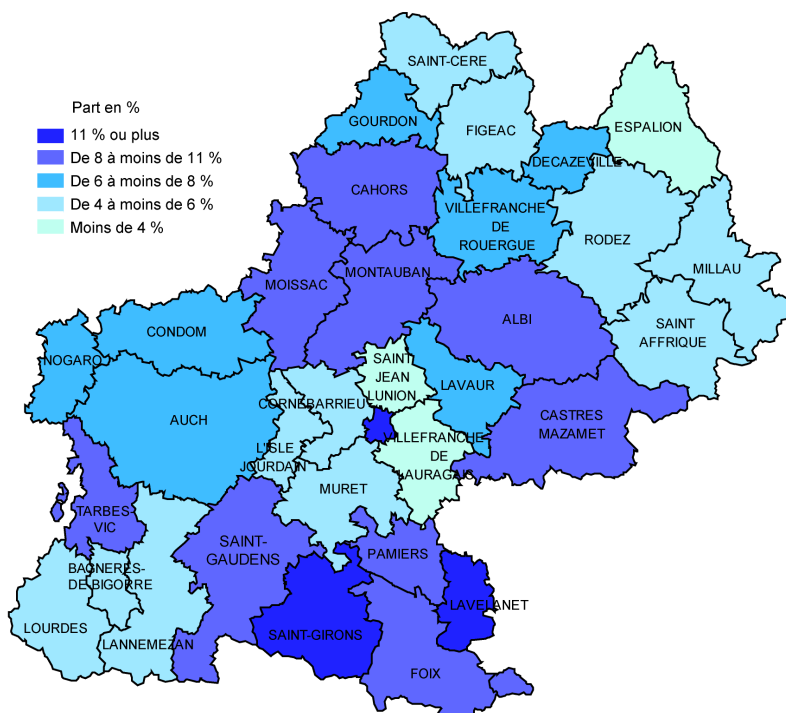 Part en %
11 % ou plus
De 8 à moins de 11 %
De 6 à moins de 8 %
De 4 à moins de 6 %
Moins de 4 %
SAINT-CERE
GOURDON
FIGEAC
ESPALION
DECAZEVILLE
CAHORS
VILLEFRANCHE
DE
ROUERGUE
RODEZ
MILLAU
MOISSAC
MONTAUBAN
ALBI
SAINT
AFFRIQUE
NOGARO
CONDOM
SAINT
JEAN
LUNION
LAVAUR
AUCH
CORNEBARRIEU
CASTRES
MAZAMET
L'ISLE
JOURDAIN
VILLEFRANCHE
DE
LAURAGAIS
MURET
TARBES-
VIC
SAINT-
GAUDENS
PAMIERS
BAGNERES-
DE-BIGORRE
LAVELANET
LOURDES
LANNEMEZAN
SAINT-GIRONS
FOIX